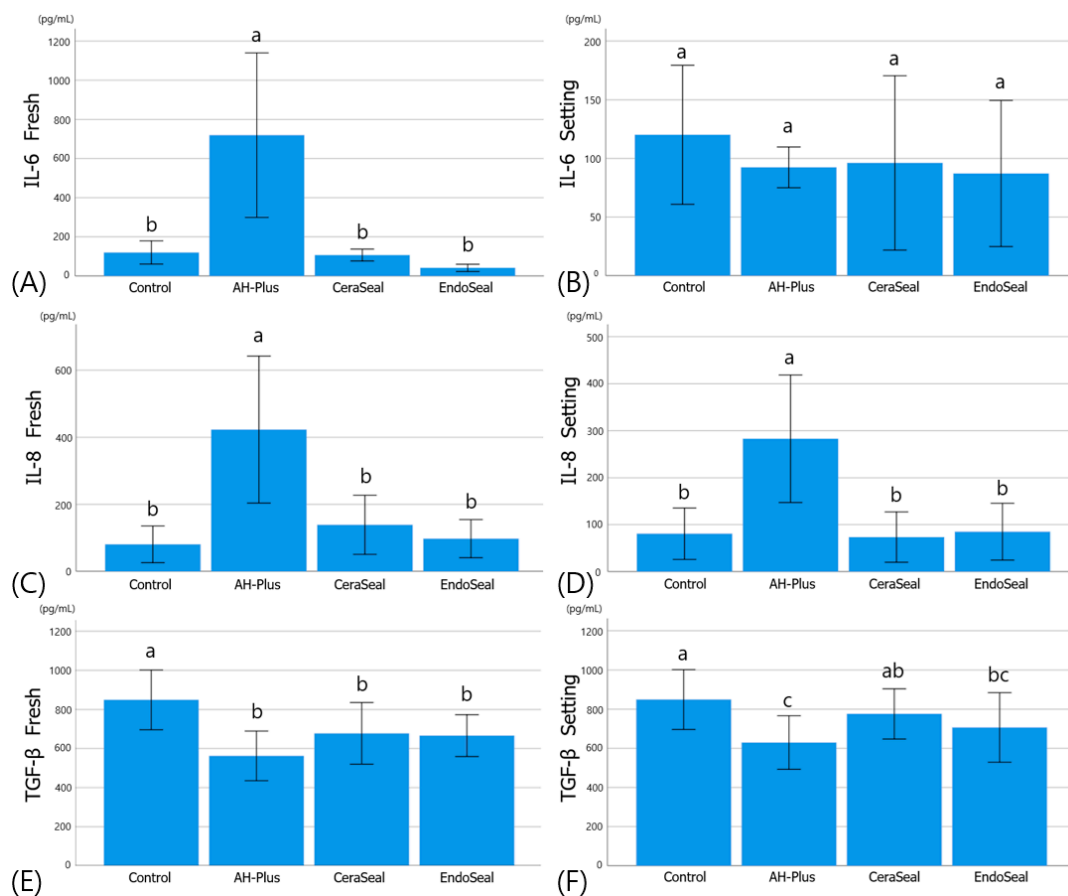 (pg/mL)
IL-6 Fresh
1200
1000
800
600
400
200
0
a
b
b
b
Control
AH-Plus
CeraSeal
EndoSeal
(A)
(pg/mL)
IL-6 Setting
200
150
100
50
0
a
a
a
a
Control
AH-Plus
CeraSeal
EndoSeal
(B)
(pg/mL)
IL-8 Fresh
600
400
200
0
a
b
b
b
Control
AH-Plus
CeraSeal
EndoSeal
(C)
(pg/mL)
IL-8 Setting
500
400
300
200
100
0
a
b
b
b
Control
AH-Plus
CeraSeal
EndoSeal
(D)
(pg/mL)
TGF-β Fresh
1200
1000
800
600
400
200
0
a
b
b
b
Control
AH-Plus
CeraSeal
EndoSeal
(E)
(pg/mL)
TGF-β Setting
1200
1000
800
600
400
200
0
a
c
ab
bc
Control
AH-Plus
CeraSeal
EndoSeal
(F)